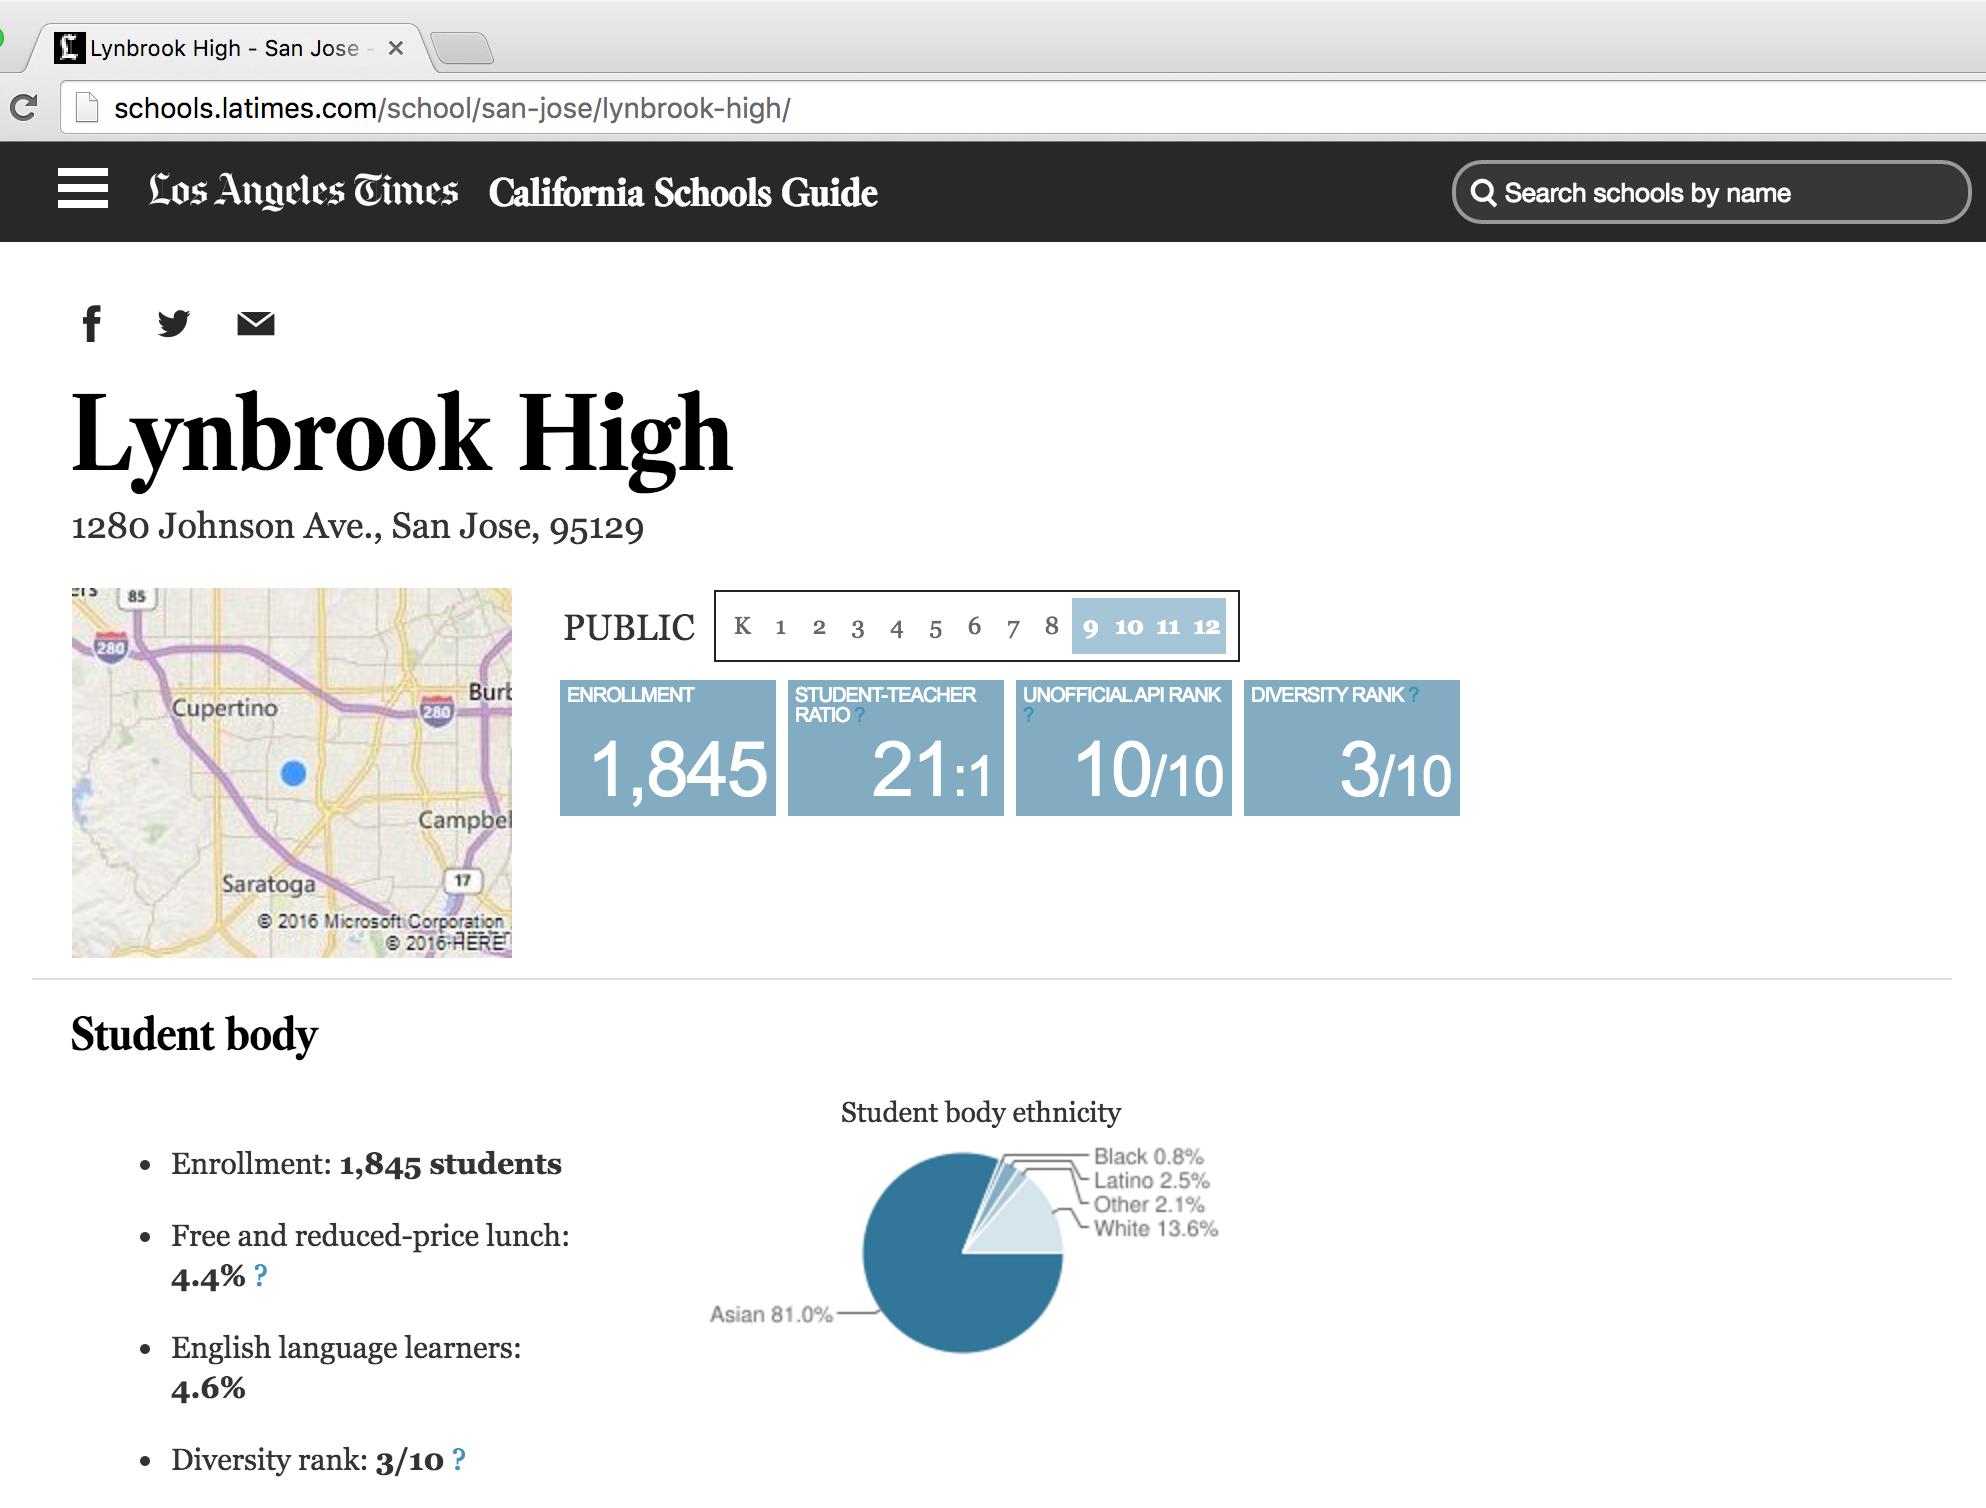 Lynbrook High - San Jose -
schools.latimes.com/school/san-jose/lynbrook-high/
Los Angeles Times California Schools Guide
Search schools by name
Lynbrook High
1280 Johnson Ave., San Jose, 95129
85
280
Cupertino
Burb
280
Campbel
Saratoga
17
© 2016 Microsoft Corporation
© 2016 HERE
PUBLIC K 1 2 3 4 5 6 7 8 9 10 11 12
ENROLLMENT
1,845
STUDENT-TEACHER
RATIO ?
21:1
UNOFFICIAL API RANK
?
10/10
DIVERSITY RANK ?
3/10
Student body
Enrollment: 1,845 students
Free and reduced-price lunch:
4.4% ?
English language learners:
4.6%
Diversity rank: 3/10 ?
Student body ethnicity
Black 0.8%
Latino 2.5%
Other 2.1%
White 13.6%
Asian 81.0%